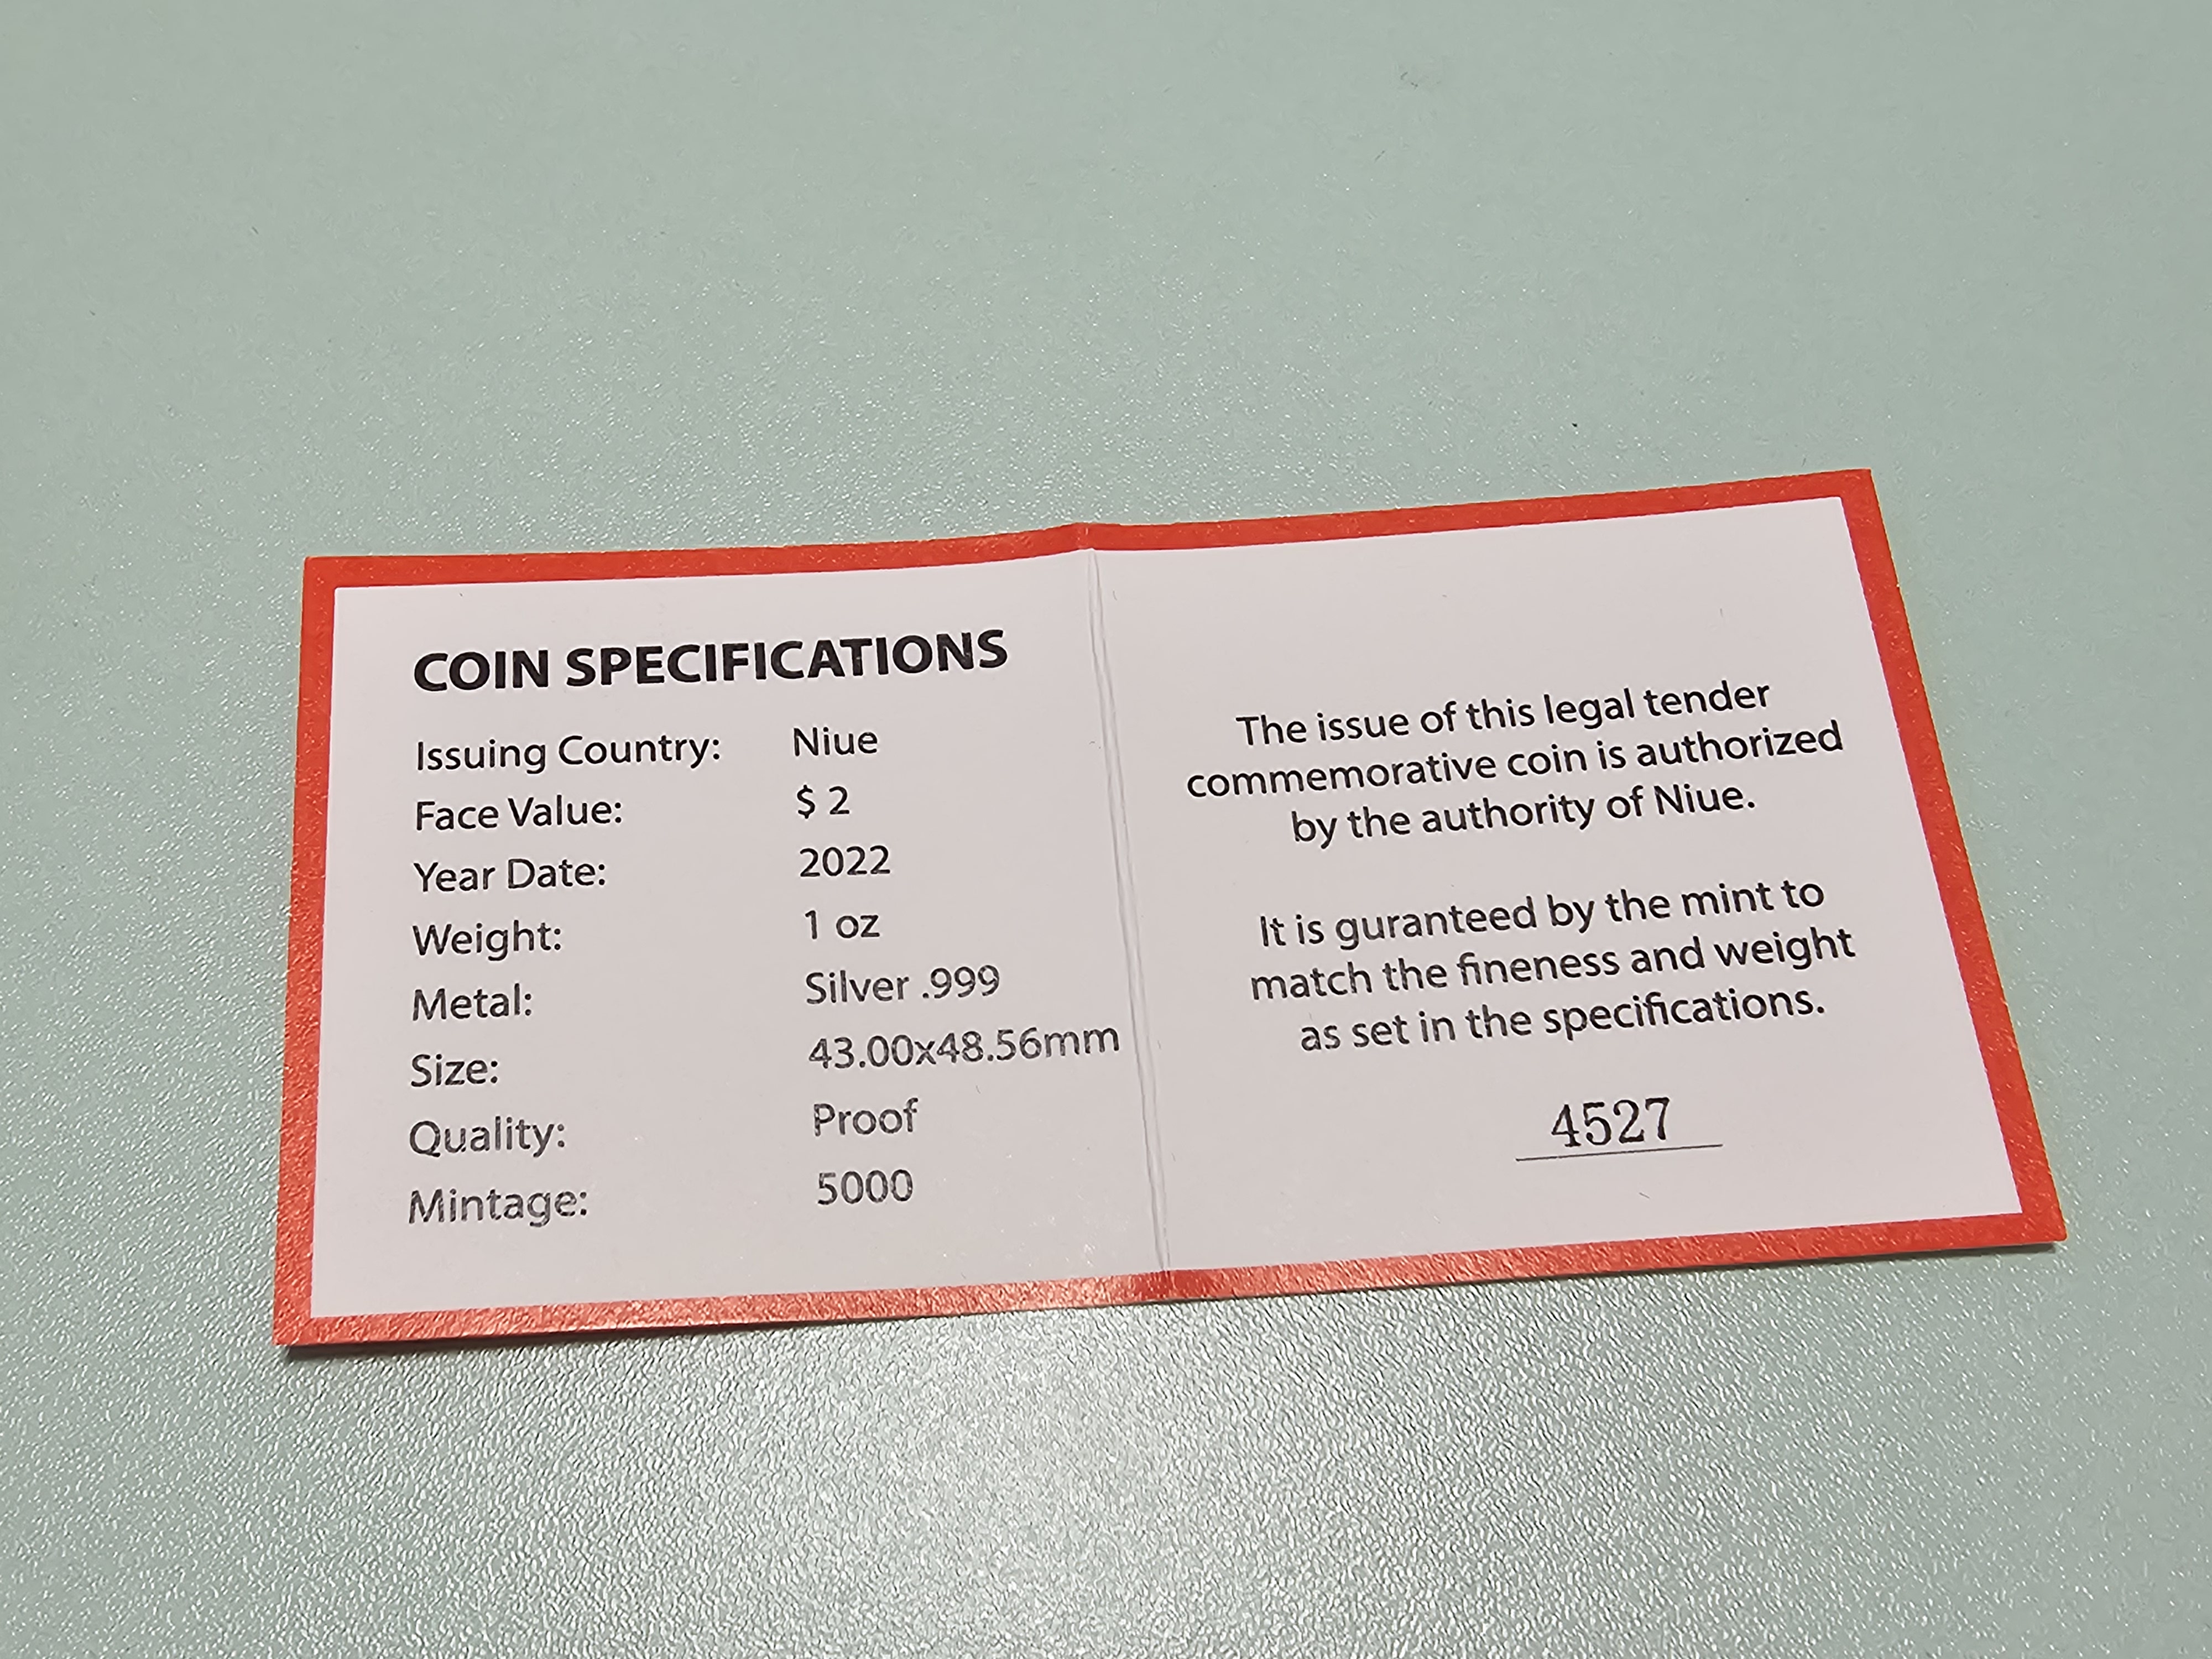 COIN SPECIFICATIONS
Issuing Country: Niue
Face Value: $ 2
Year Date: 2022
Weight: 1 oz
Metal: Silver .999
Size: 43.00x48.56mm
Quality: Proof
Mintage: 5000
The issue of this legal tender
commemorative coin is authorized
by the authority of Niue.
It is guranteed by the mint to
match the fineness and weight
as set in the specifications.
4527